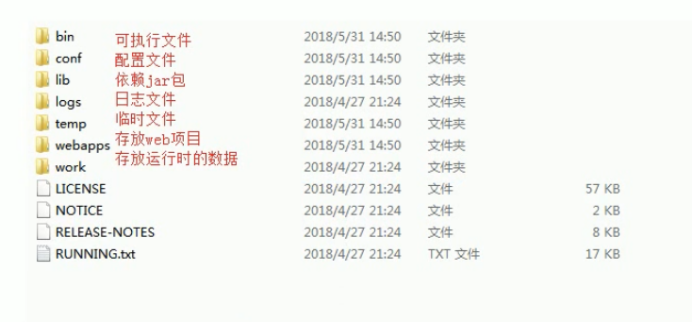 bin 可执行文件 2018/5/31 14:50 文件夹
conf 配置文件 2018/5/31 14:50 文件夹
lib 依赖jar包 2018/5/31 14:50 文件夹
logs 日志文件 2018/4/27 21:24 文件夹
temp 临时文件 2018/5/31 14:50 文件夹
webapps 存放web项目 2018/5/31 14:50 文件夹
work 存放运行时的数据 2018/4/27 21:24 文件夹
LICENSE 2018/4/27 21:24 文件 57 KB
NOTICE 2018/4/27 21:24 文件 2 KB
RELEASE-NOTES 2018/4/27 21:24 文件 8 KB
RUNNING.txt 2018/4/27 21:24 TXT 文件 17 KB